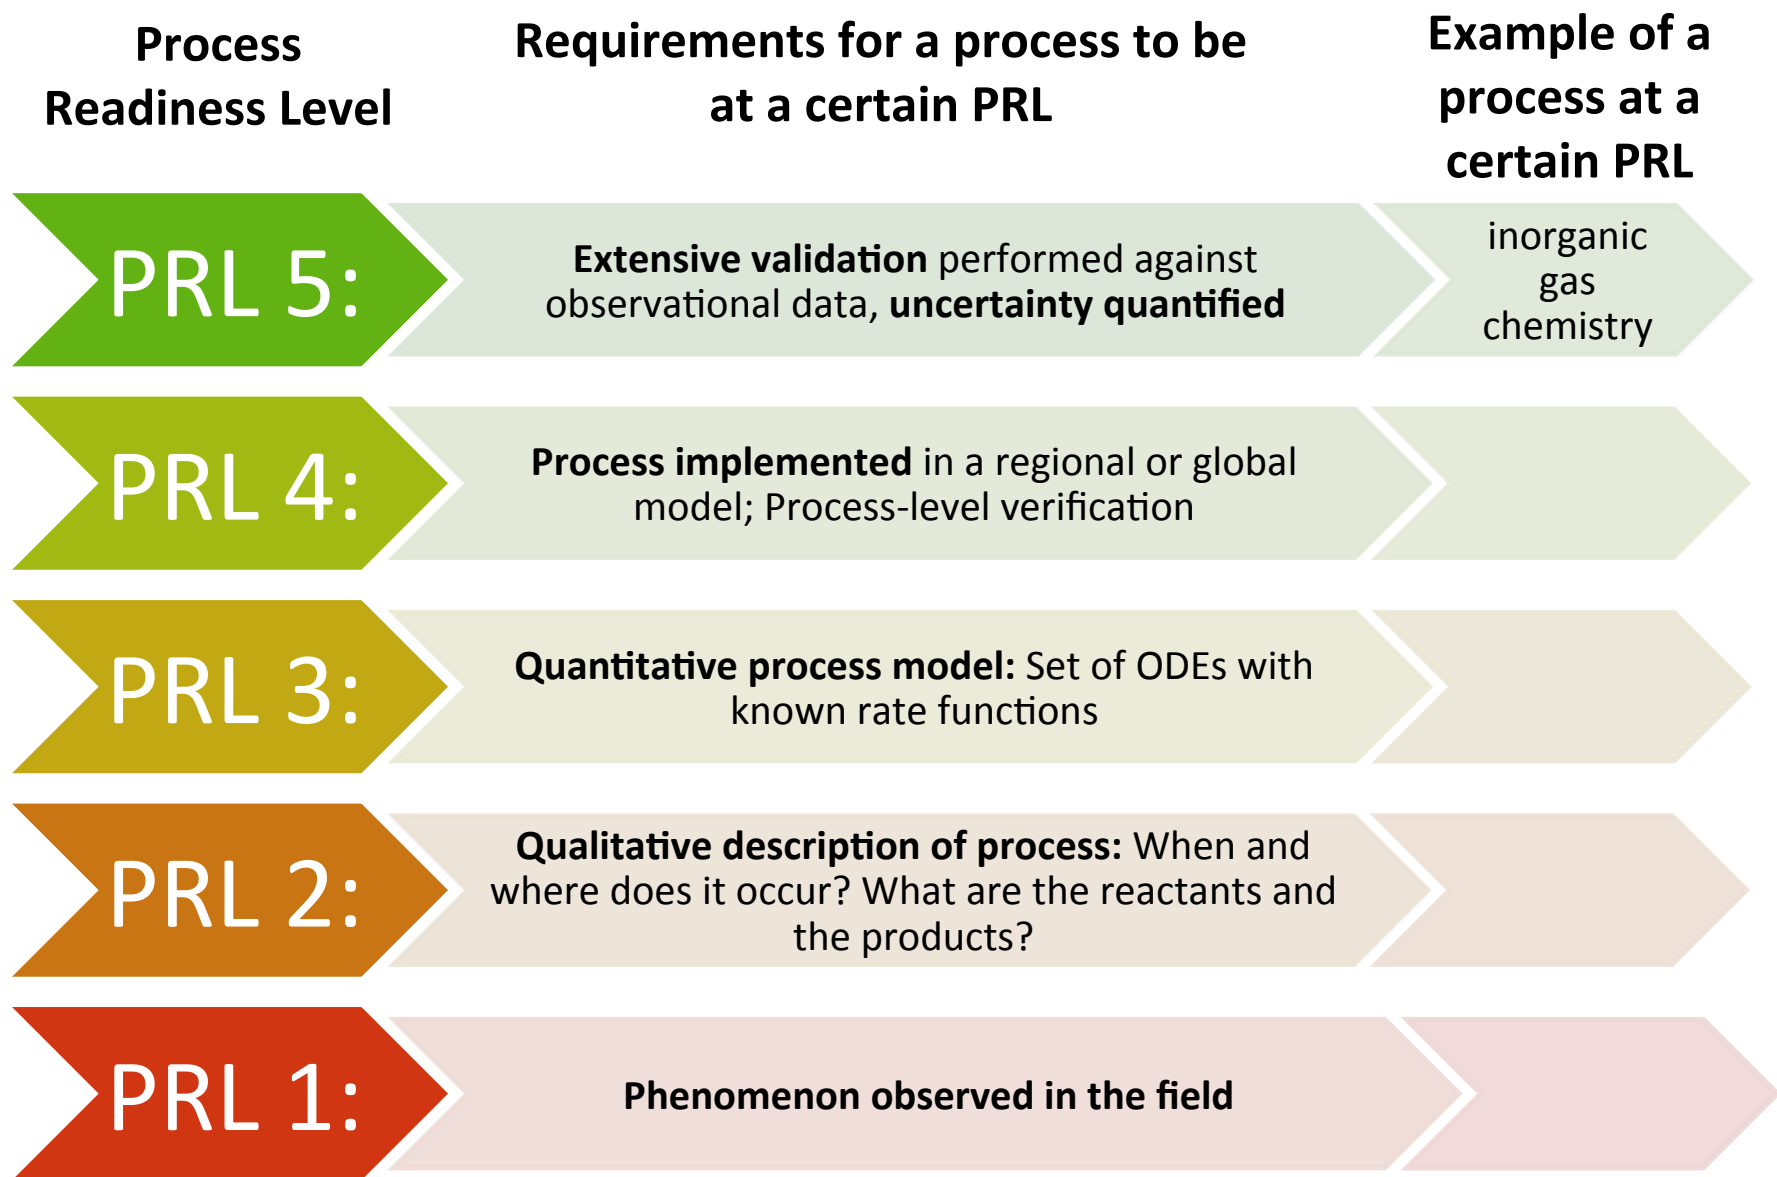 Process
Readiness Level
Requirements for a process to be
at a certain PRL
Example of a
process at a
certain PRL
PRL 5:
Extensive validation performed against
observational data, uncertainty quantified
inorganic
gas
chemistry
PRL 4:
Process implemented in a regional or global
model; Process-level verification
PRL 3:
Quantitative process model: Set of ODEs with
known rate functions
PRL 2:
Qualitative description of process: When and
where does it occur? What are the reactants and
the products?
PRL 1:
Phenomenon observed in the field